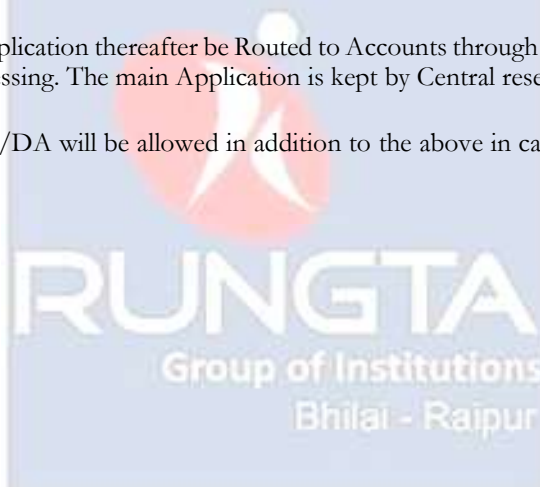 plication thereafter be Routed to Accounts through
ssing. The main Application is kept by Central rese
/DA will be allowed in addition to the above in ca
RUNGTA
Group of Institutions
Bhilai - Raipur